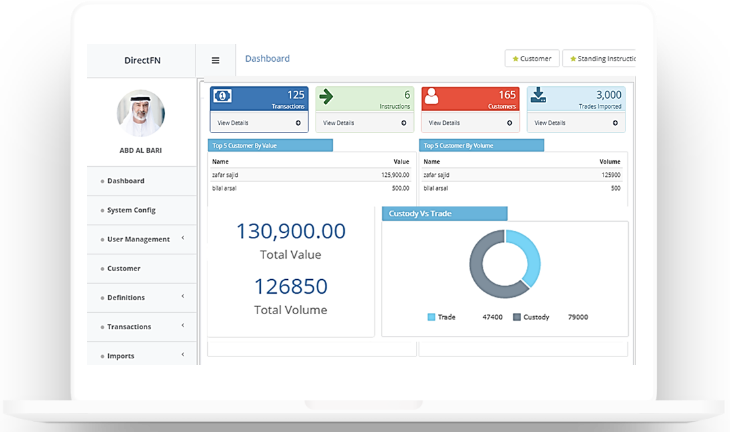 DirectFN
Dashboard
Customer
Standing Instructio
ABD AL BARI
Dashboard
System Config
User Management
Customer
Definitions
Transactions
Imports
125
Transactions
View Details
6
Instructions
View Details
165
Customers
View Details
3,000
Trades Imported
View Details
Top 5 Customer By Value
Name Value
zafar sajid 125,900.00
bilal arsal 500.00
Top 5 Customer By Volume
Name Volume
zafar sajid 125900
bilal arsal 500
130,900.00
Total Value
126850
Total Volume
Custody Vs Trade
Trade 47400 Custody 79000